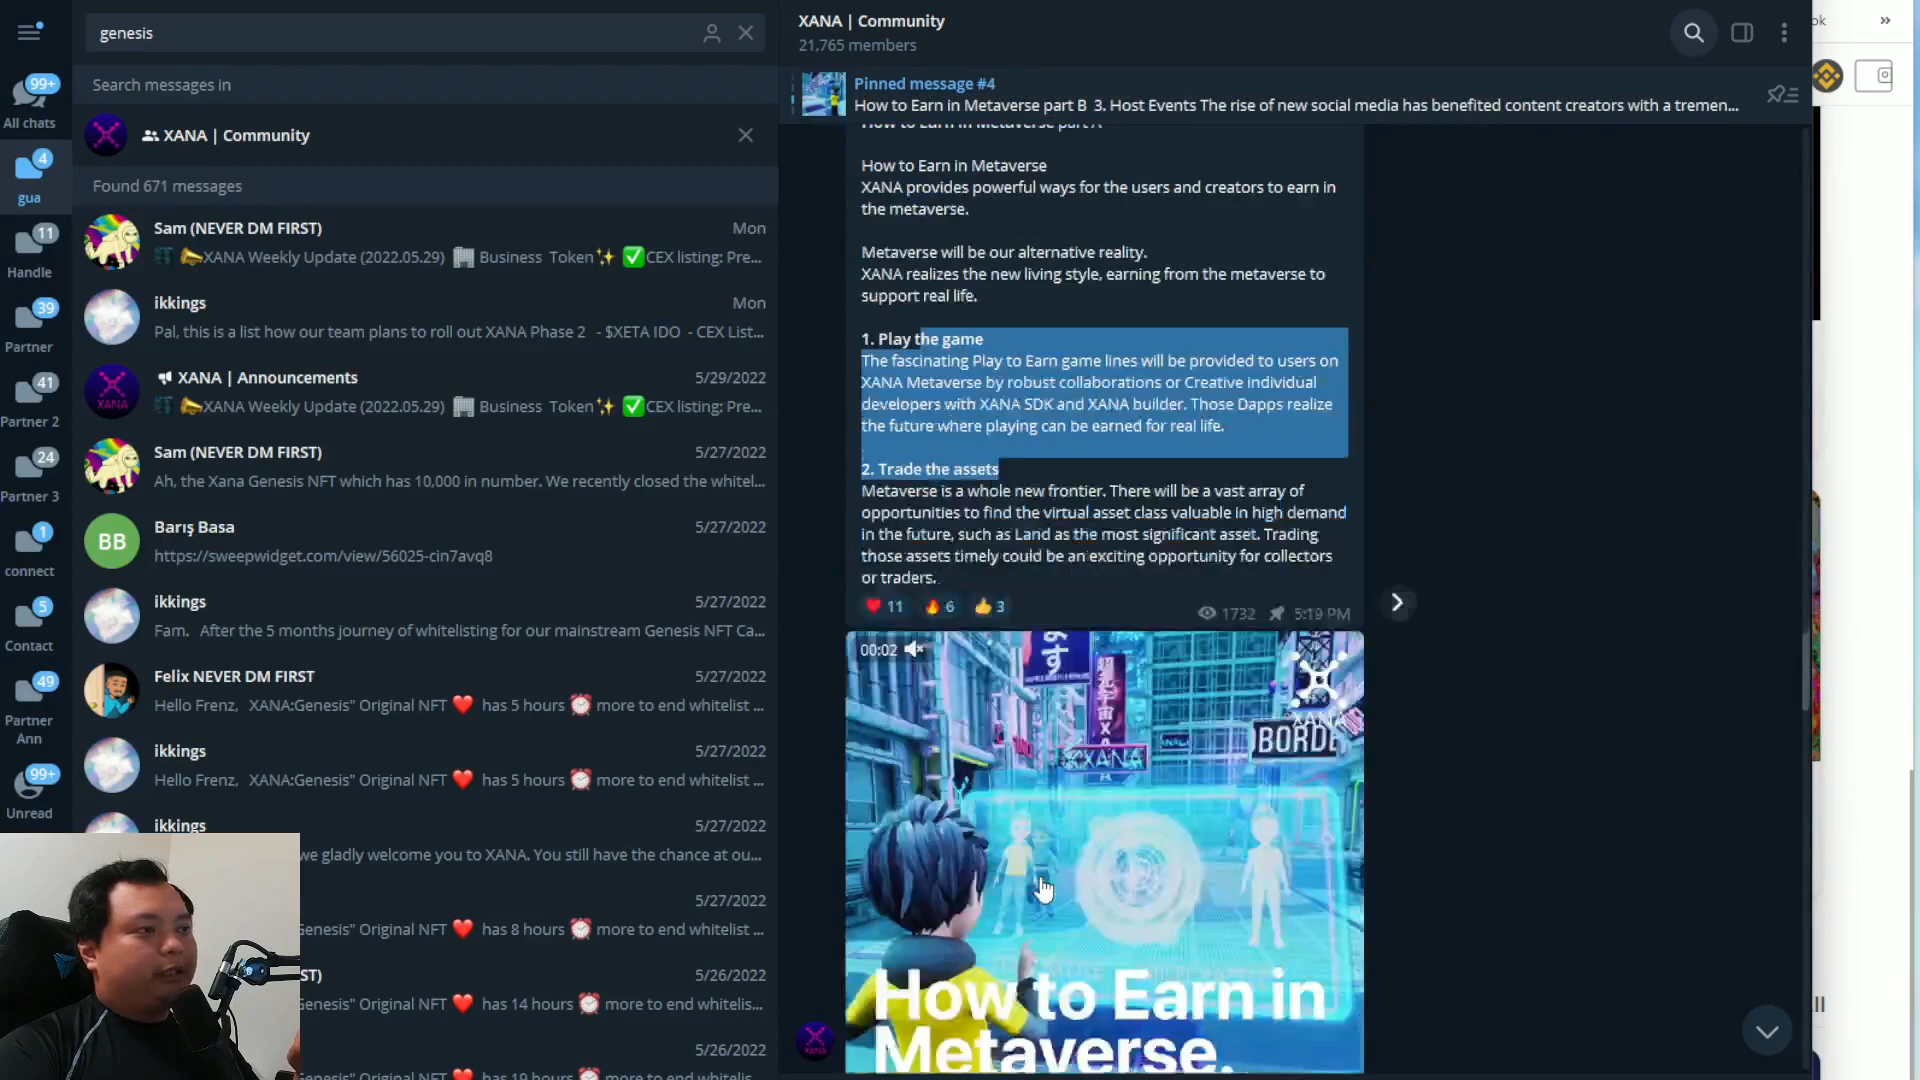 genesis
Search messages in
XANA | Community
Found 671 messages
Sam (NEVER DM FIRST)
Mon
XANA Weekly Update (2022.05.29) 🏢 Business Token✨ ✅CEX listing: Pre...
ikkings
Mon
Pal, this is a list how our team plans to roll out XANA Phase 2 - $XETA IDO - CEX List...
XANA | Announcements
5/29/2022
XANA Weekly Update (2022.05.29) 🏢 Business Token✨ ✅CEX listing: Pre...
Sam (NEVER DM FIRST)
5/27/2022
Ah, the Xana Genesis NFT which has 10,000 in number. We recently closed the whitel...
BB
Barış Basa
5/27/2022
https://sweepwidget.com/view/56025-cin7avq8
ikkings
5/27/2022
Fam. After the 5 months journey of whitelisting for our mainstream Genesis NFT Ca...
Felix NEVER DM FIRST
5/27/2022
Hello Frenz, XANA:Genesis" Original NFT ❤️ has 5 hours ⏰ more to end whitelist ...
ikkings
5/27/2022
Hello Frenz, XANA:Genesis" Original NFT ❤️ has 5 hours ⏰ more to end whitelist ...
ikkings
5/27/2022
we gladly welcome you to XANA. You still have the chance at ou...
5/27/2022
Genesis" Original NFT ❤️ has 8 hours ⏰ more to end whitelist ...
ST)
5/26/2022
Genesis" Original NFT ❤️ has 14 hours ⏰ more to end whitelis...
5/26/2022
Genesis" Original NFT ❤️ has 19 hours ⏰ more to end whitelis...
99+
All chats
4
gua
11
Handle
39
Partner
41
Partner 2
24
Partner 3
1
connect
5
Contact
49
Partner
Ann
99+
Unread
XANA | Community
21,765 members
Pinned message #4
How to Earn in Metaverse part B 3. Host Events The rise of new social media has benefited content creators with a tremen...
How to Earn in Metaverse part A
How to Earn in Metaverse
XANA provides powerful ways for the users and creators to earn in
the metaverse.
Metaverse will be our alternative reality.
XANA realizes the new living style, earning from the metaverse to
support real life.
1. Play the game
The fascinating Play to Earn game lines will be provided to users on
XANA Metaverse by robust collaborations or Creative individual
developers with XANA SDK and XANA builder. Those Dapps realize
the future where playing can be earned for real life.
2. Trade the assets
Metaverse is a whole new frontier. There will be a vast array of
opportunities to find the virtual asset class valuable in high demand
in the future, such as Land as the most significant asset. Trading
those assets timely could be an exciting opportunity for collectors
or traders.
❤️ 11 🔥 6 👍 3
1732 5:19 PM
00:02
XANA
XXANA
How to Earn in
Metaverse.
XANA
ok